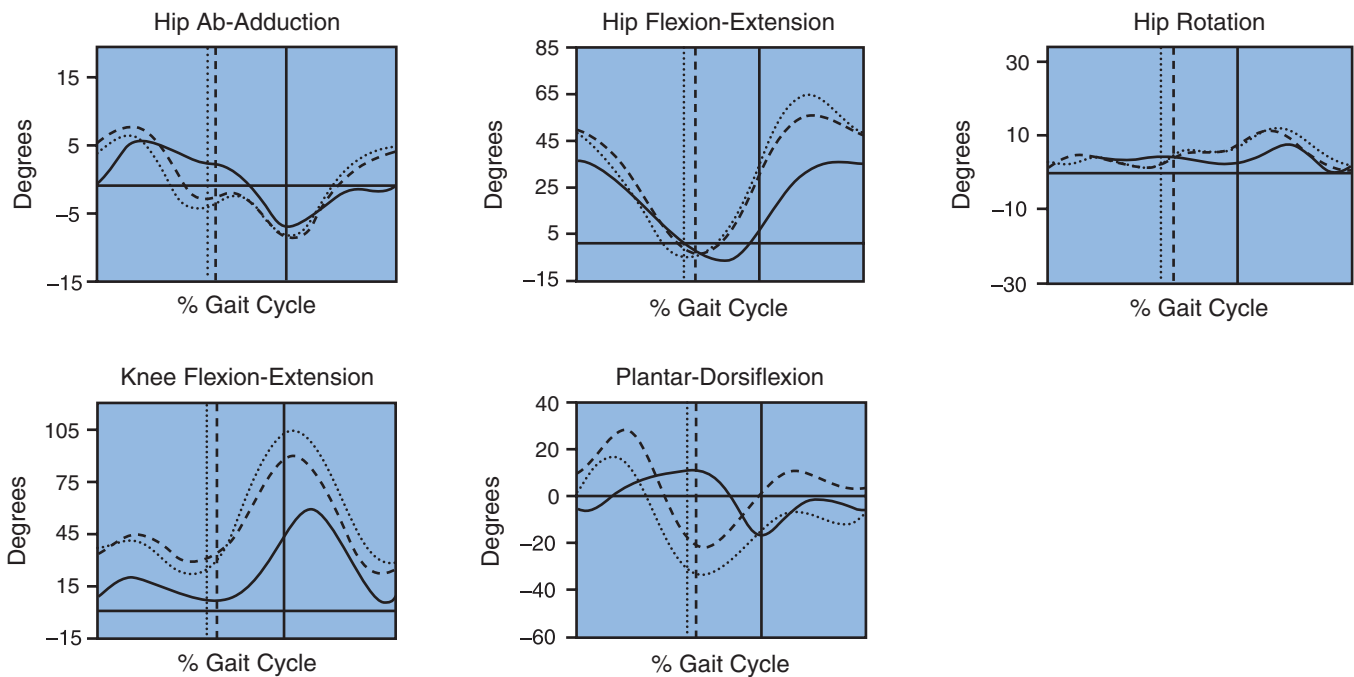 Hip Ab-Adduction
Degrees
15
5
–5
–15
% Gait Cycle
Hip Flexion-Extension
Degrees
85
65
45
25
5
–15
% Gait Cycle
Hip Rotation
Degrees
30
10
–10
–30
% Gait Cycle
Knee Flexion-Extension
Degrees
105
75
45
15
–15
% Gait Cycle
Plantar-Dorsiflexion
Degrees
40
20
0
–20
–40
–60
% Gait Cycle